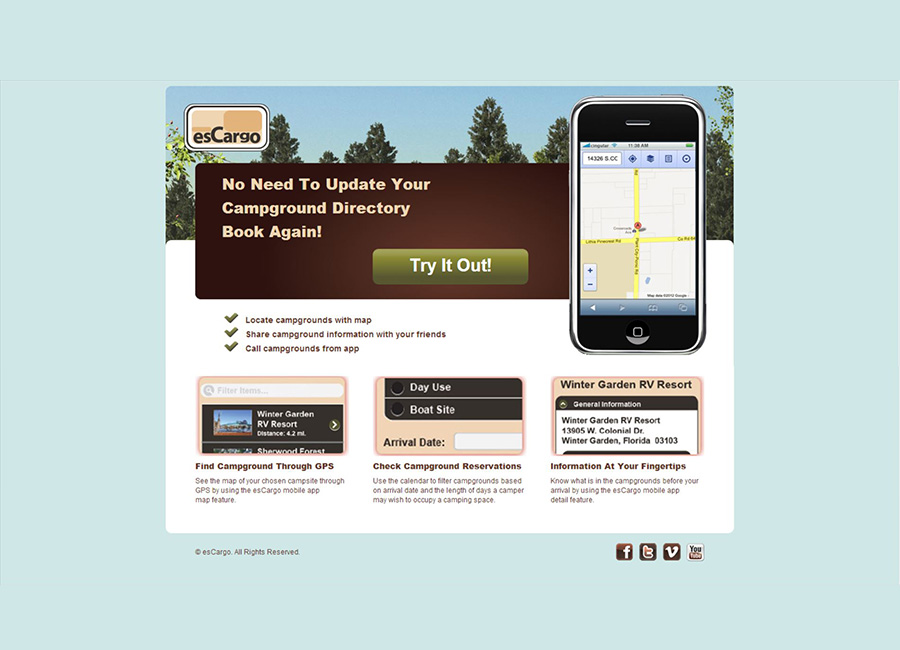 esCargo
No Need To Update Your
Campground Directory
Book Again!
Try It Out!
11:38 AM
14326 S.CC
Lithia Pinecrest Rd
Co Rd 64
Plant City-Picnic Rd
Map data ©2012 Google -
Locate campgrounds with map
Share campground information with your friends
Call campgrounds from app
Filter items...
Winter Garden
RV Resort
Distance: 4.2 mi.
Sherwood Forest
Find Campground Through GPS
See the map of your chosen campsite through
GPS by using the esCargo mobile app
map feature.
Day Use
Boat Site
Arrival Date:
Check Campground Reservations
Use the calendar to filter campgrounds based
on arrival date and the length of days a camper
may wish to occupy a camping space.
Winter Garden RV Resort
General Information
Winter Garden RV Resort
13905 W. Colonial Dr.
Winter Garden, Florida 03103
Information At Your Fingertips
Know what is in the campgrounds before your
arrival by using the esCargo mobile app
detail feature.
© esCargo. All Rights Reserved.
You
Tube